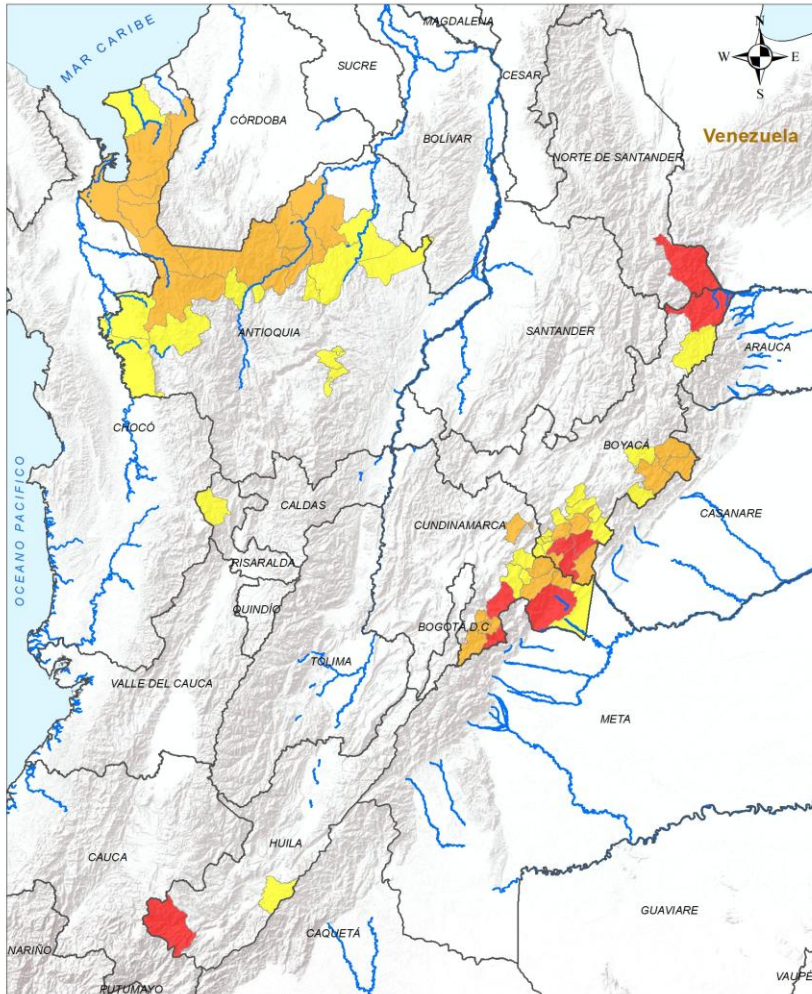 MAGDALENA
MAR CARIBE
SUCRE
CESAR
N
W
E
S
CÓRDOBA
BOLÍVAR
Venezuela
NORTE DE SANTANDER
ANTIOQUIA
SANTANDER
ARAUCA
CHOCÓ
BOYACÁ
OCEANO PACIFICO
CALDAS
CUNDINAMARCA
CASANARE
RISARALDA
QUINDÍO
BOGOTÁ,D.C
TOLIMA
VALLE DEL CAUCA
META
HUILA
CAUCA
GUAVIARE
CAQUETÁ
NARIÑO
PUTUMAYO
VAUPÉ